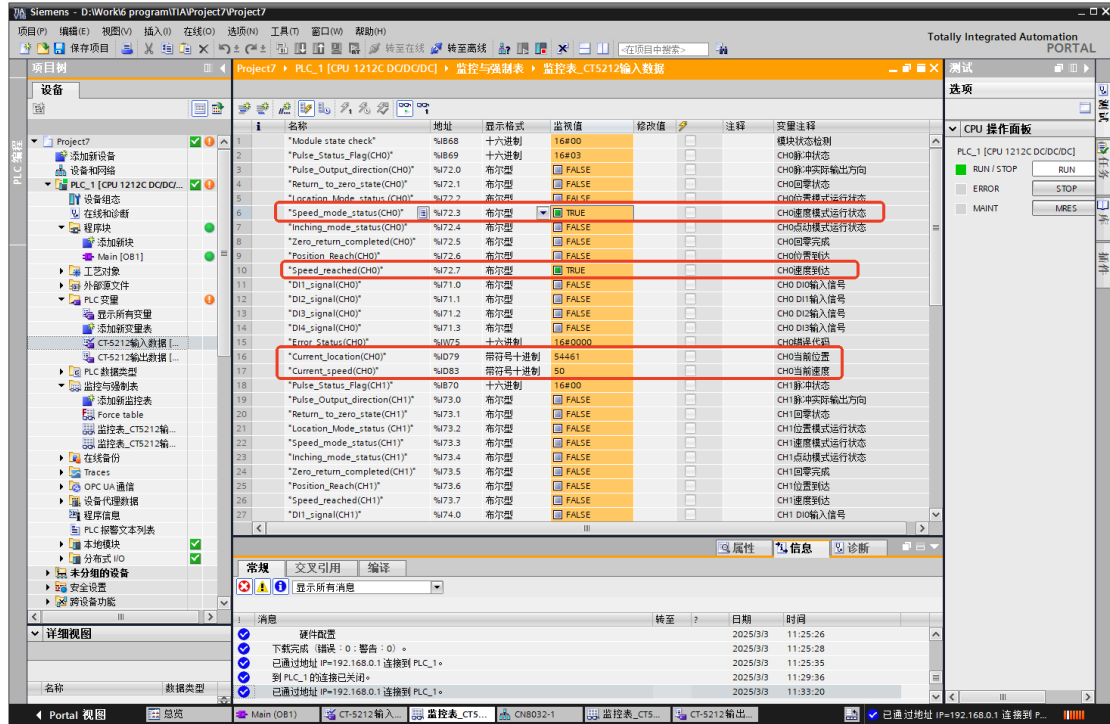 Siemens - D:\Work\6 program\TIA\Project7\Project7
项目(P) 编辑(E) 视图(V) 插入(I) 在线(O) 选项(N) 工具(T) 窗口(W) 帮助(H)
Totally Integrated Automation
PORTAL
保存项目 转至在线 转至离线 <在项目中搜索>
项目树
设备
PLC 编程
Project7
添加新设备
设备和网络
PLC_1 [CPU 1212C DC/DC/...
设备组态
在线和诊断
程序块
添加新块
Main [OB1]
工艺对象
外部源文件
PLC 变量
显示所有变量
添加新变量表
CT-5212输入数据 [...
CT-5212输出数据 [...
PLC 数据类型
监控与强制表
添加新监控表
Force table
监控表_CT5212输...
监控表_CT5212输...
在线备份
Traces
OPC UA 通信
设备代理数据
程序信息
PLC 报警文本列表
本地模块
分布式 I/O
未分组的设备
安全设置
跨设备功能
详细视图
名称 数据类型
Project7 PLC_1 [CPU 1212C DC/DC/DC] 监控与强制表 监控表_CT5212输入数据
i 名称 地址 显示格式 监视值 修改值 注释 变量注释
1 "Module state check" %IB68 十六进制 16#00 模块状态检测
2 "Pulse_Status_Flag(CH0)" %IB69 十六进制 16#03 CH0脉冲状态
3 "Pulse_Output_direction(CH0)" %I72.0 布尔型 FALSE CH0脉冲实际输出方向
4 "Return_to_zero_state(CH0)" %I72.1 布尔型 FALSE CH0回零状态
5 "Location_Mode_status (CH0)" %I72.2 布尔型 FALSE CH0位置模式运行状态
6 "Speed_mode_status(CH0)" %I72.3 布尔型 TRUE CH0速度模式运行状态
7 "Inching_mode_status(CH0)" %I72.4 布尔型 FALSE CH0点动模式运行状态
8 "Zero_return_completed(CH0)" %I72.5 布尔型 FALSE CH0回零完成
9 "Position_Reach(CH0)" %I72.6 布尔型 FALSE CH0位置到达
10 "Speed_reached(CH0)" %I72.7 布尔型 TRUE CH0速度到达
11 "DI1_signal(CH0)" %I71.0 布尔型 FALSE CH0 DI0输入信号
12 "DI2_signal(CH0)" %I71.1 布尔型 FALSE CH0 DI1输入信号
13 "DI3_signal(CH0)" %I71.2 布尔型 FALSE CH0 DI2输入信号
14 "DI4_signal(CH0)" %I71.3 布尔型 FALSE CH0 DI3输入信号
15 "Error_Status(CH0)" %IW75 十六进制 16#0000 CH0错误代码
16 "Current_location(CH0)" %ID79 带符号十进制 54461 CH0当前位置
17 "Current_speed(CH0)" %ID83 带符号十进制 50 CH0当前速度
18 "Pulse_Status_Flag(CH1)" %IB70 十六进制 16#00 CH1脉冲状态
19 "Pulse_Output_direction(CH1)" %I73.0 布尔型 FALSE CH1脉冲实际输出方向
20 "Return_to_zero_state(CH1)" %I73.1 布尔型 FALSE CH1回零状态
21 "Location_Mode_status (CH1)" %I73.2 布尔型 FALSE CH1位置模式运行状态
22 "Speed_mode_status(CH1)" %I73.3 布尔型 FALSE CH1速度模式运行状态
23 "Inching_mode_status(CH1)" %I73.4 布尔型 FALSE CH1点动模式运行状态
24 "Zero_return_completed(CH1)" %I73.5 布尔型 FALSE CH1回零完成
25 "Position_Reach(CH1)" %I73.6 布尔型 FALSE CH1位置到达
26 "Speed_reached(CH1)" %I73.7 布尔型 FALSE CH1速度到达
27 "DI1_signal(CH1)" %I74.0 布尔型 FALSE CH1 DI0输入信号
属性 信息 诊断
常规 交叉引用 编译
显示所有消息
! 消息 转至 ? 日期 时间
硬件配置 2025/3/3 11:25:26
下载完成（错误：0；警告：0）。 2025/3/3 11:25:28
已通过地址 IP=192.168.0.1 连接到 PLC_1。 2025/3/3 11:25:35
到 PLC_1 的连接已关闭。 2025/3/3 11:29:36
已通过地址 IP=192.168.0.1 连接到 PLC_1。 2025/3/3 11:33:20
测试
选项
CPU 操作面板
PLC_1 [CPU 1212C DC/DC/DC]
RUN / STOP RUN
ERROR STOP
MAINT MRES
测试
任务
库
插件
Portal 视图 总览 Main (OB1) CT-5212输入... 监控表_CT5... CN8032-1 监控表_CT5... CT-5212输出... 已通过地址 IP=192.168.0.1 连接到 P...